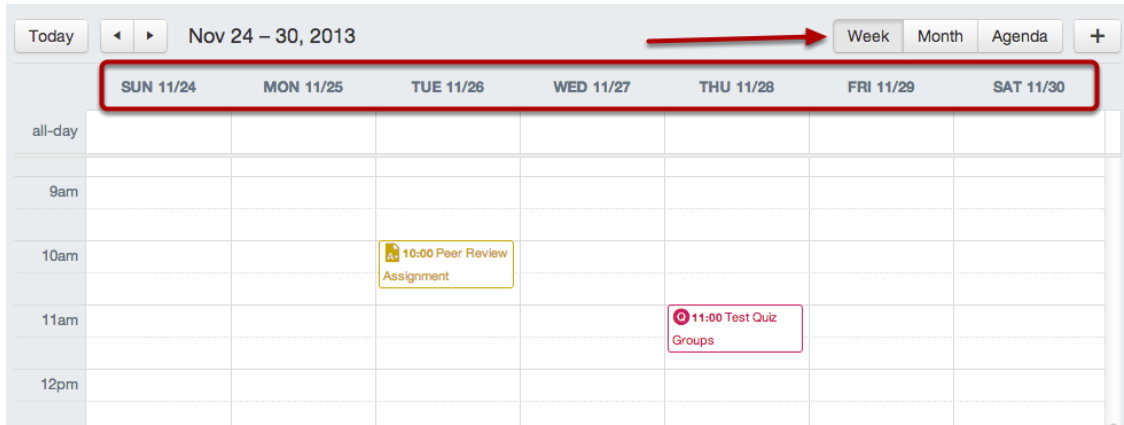 Today
Nov 24 – 30, 2013
Week
Month
Agenda
+
SUN 11/24
MON 11/25
TUE 11/26
WED 11/27
THU 11/28
FRI 11/29
SAT 11/30
all-day
9am
10am
A+ 10:00 Peer Review
Assignment
11am
Q 11:00 Test Quiz
Groups
12pm